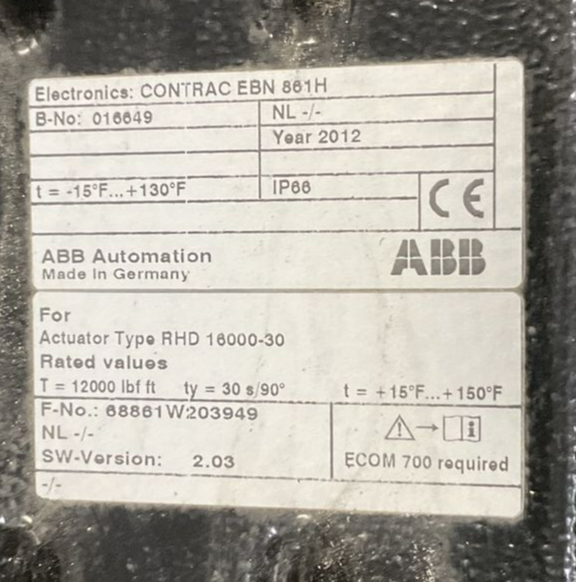 Electronics: CONTRAC EBN 861H
B-No: 016649
NL -/-
Year 2012
t = -15°F...+130°F
IP66
CE
ABB Automation
Made in Germany
ABB
For
Actuator Type RHD 16000-30
Rated values
T = 12000 lbf ft ty = 30 s/90° t = +15°F...+150°F
F-No.: 68861W203949
NL -/-
SW-Version: 2.03
ECOM 700 required
-/-